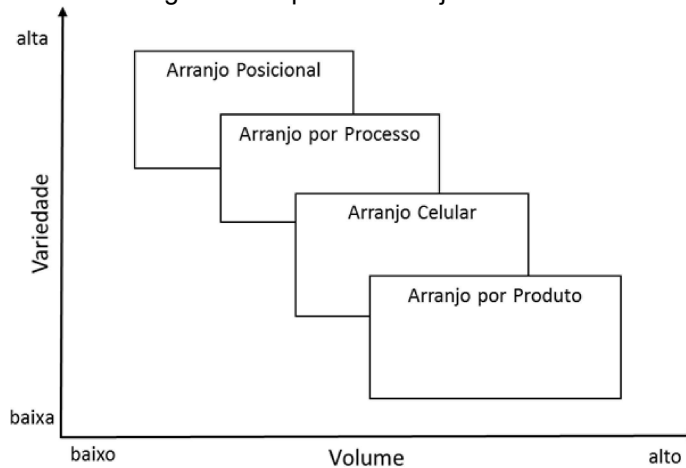 alta
Arranjo Posicional
Arranjo por Processo
Arranjo Celular
Arranjo por Produto
Variedade
baixa
baixo
Volume
alto